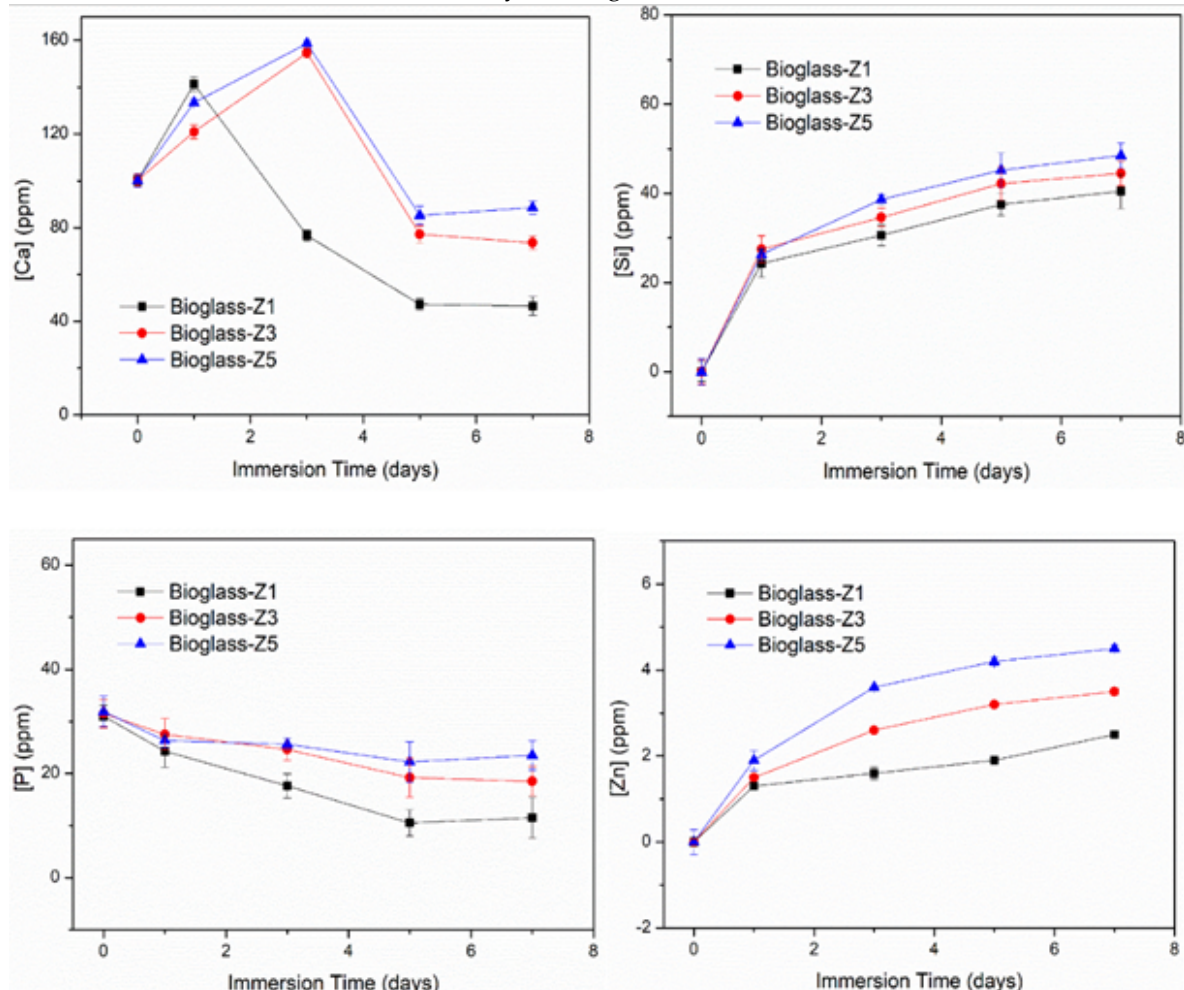 160
120
80
40
0
[Ca] (ppm)
Bioglass-Z1
Bioglass-Z3
Bioglass-Z5
0 2 4 6 8
Immersion Time (days)
80
60
40
20
0
[Si] (ppm)
Bioglass-Z1
Bioglass-Z3
Bioglass-Z5
0 2 4 6 8
Immersion Time (days)
60
40
20
0
[P] (ppm)
Bioglass-Z1
Bioglass-Z3
Bioglass-Z5
0 2 4 6 8
Immersion Time (days)
6
4
2
0
-2
[Zn] (ppm)
Bioglass-Z1
Bioglass-Z3
Bioglass-Z5
0 2 4 6 8
Immersion Time (days)